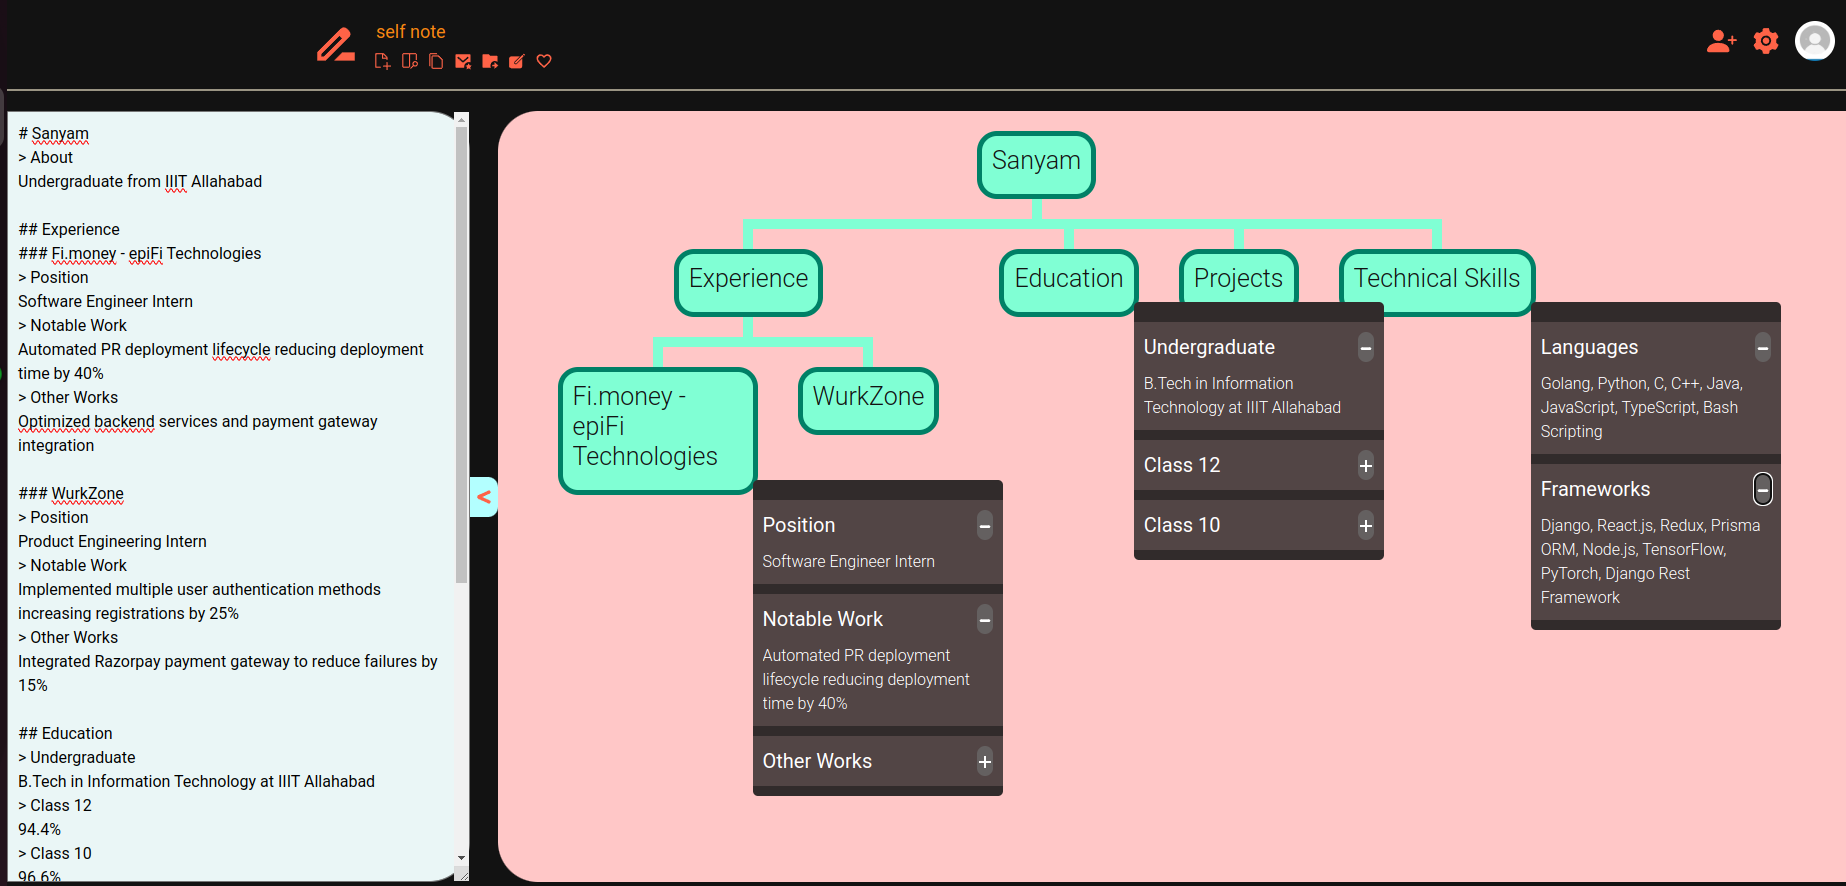 self note
# Sanyam
> About
Undergraduate from IIIT Allahabad
## Experience
### Fi.money - epiFi Technologies
> Position
Software Engineer Intern
> Notable Work
Automated PR deployment lifecycle reducing deployment
time by 40%
> Other Works
Optimized backend services and payment gateway
integration
### WurkZone
> Position
Product Engineering Intern
> Notable Work
Implemented multiple user authentication methods
increasing registrations by 25%
> Other Works
Integrated Razorpay payment gateway to reduce failures by
15%
## Education
> Undergraduate
B.Tech in Information Technology at IIIT Allahabad
> Class 12
94.4%
> Class 10
96.6%
<
Sanyam
Experience
Education
Projects
Technical Skills
Fi.money -
epiFi
Technologies
WurkZone
Position
Software Engineer Intern
Notable Work
Automated PR deployment
lifecycle reducing deployment
time by 40%
Other Works
Undergraduate
B.Tech in Information
Technology at IIIT Allahabad
Class 12
Class 10
Languages
Golang, Python, C, C++, Java,
JavaScript, TypeScript, Bash
Scripting
Frameworks
Django, React.js, Redux, Prisma
ORM, Node.js, TensorFlow,
PyTorch, Django Rest
Framework